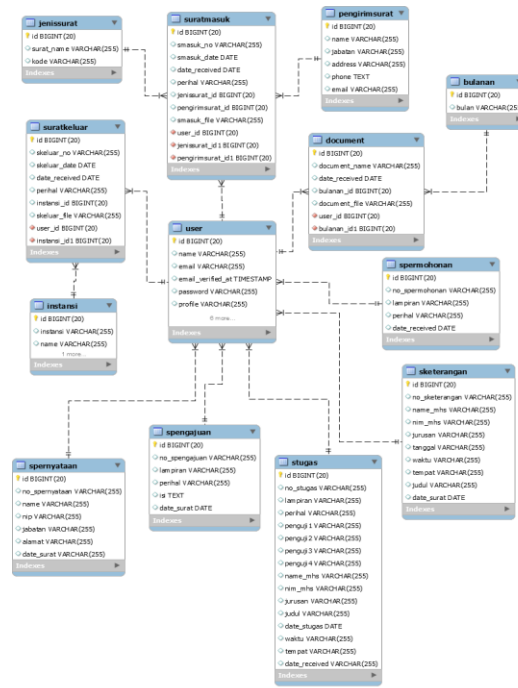 jenissurat
id BIGINT(20)
surat_name VARCHAR(255)
kode VARCHAR(255)
Indexes
suratmasuk
id BIGINT(20)
smasuk_no VARCHAR(255)
smasuk_date DATE
date_received DATE
perihal VARCHAR(255)
jenissurat_id BIGINT(20)
pengirimsurat_id BIGINT(20)
smasuk_file VARCHAR(255)
user_id BIGINT(20)
jenissurat_id1 BIGINT(20)
pengirimsurat_id1 BIGINT(20)
Indexes
pengirimsurat
id BIGINT(20)
name VARCHAR(255)
jabatan VARCHAR(255)
address VARCHAR(255)
phone TEXT
email VARCHAR(255)
Indexes
bulanan
id BIGINT(20)
bulan VARCHAR(255)
Indexes
suratkeluar
id BIGINT(20)
skeluar_no VARCHAR(255)
skeluar_date DATE
date_received DATE
perihal VARCHAR(255)
instansi_id BIGINT(20)
skeluar_file VARCHAR(255)
user_id BIGINT(20)
instansi_id1 BIGINT(20)
Indexes
document
id BIGINT(20)
document_name VARCHAR(255)
date_received DATE
bulanan_id BIGINT(20)
document_file VARCHAR(255)
user_id BIGINT(20)
bulanan_id1 BIGINT(20)
Indexes
user
id BIGINT(20)
name VARCHAR(255)
email VARCHAR(255)
email_verified_at TIMESTAMP
password VARCHAR(255)
profile VARCHAR(255)
6 more...
Indexes
spermohonan
id BIGINT(20)
no_spermohonan VARCHAR(255)
lampiran VARCHAR(255)
perihal VARCHAR(255)
date_received DATE
Indexes
instansi
id BIGINT(20)
instansi VARCHAR(255)
name VARCHAR(255)
1 more...
Indexes
sketerangan
id BIGINT(20)
no_sketerangan VARCHAR(255)
name_mhs VARCHAR(255)
nim_mhs VARCHAR(255)
jurusan VARCHAR(255)
tanggal VARCHAR(255)
waktu VARCHAR(255)
tempat VARCHAR(255)
judul VARCHAR(255)
date_surat DATE
Indexes
spernyataan
id BIGINT(20)
no_spernyataan VARCHAR(255)
name VARCHAR(255)
nip VARCHAR(255)
jabatan VARCHAR(255)
alamat VARCHAR(255)
date_surat VARCHAR(255)
Indexes
spengajuan
id BIGINT(20)
no_spengajuan VARCHAR(255)
lampiran VARCHAR(255)
perihal VARCHAR(255)
is TEXT
date_surat DATE
Indexes
stugas
id BIGINT(20)
no_stugas VARCHAR(255)
lampiran VARCHAR(255)
perihal VARCHAR(255)
penguji1 VARCHAR(255)
penguji2 VARCHAR(255)
penguji3 VARCHAR(255)
penguji4 VARCHAR(255)
name_mhs VARCHAR(255)
nim_mhs VARCHAR(255)
jurusan VARCHAR(255)
judul VARCHAR(255)
date_stugas DATE
waktu VARCHAR(255)
tempat VARCHAR(255)
date_received VARCHAR(255)
Indexes